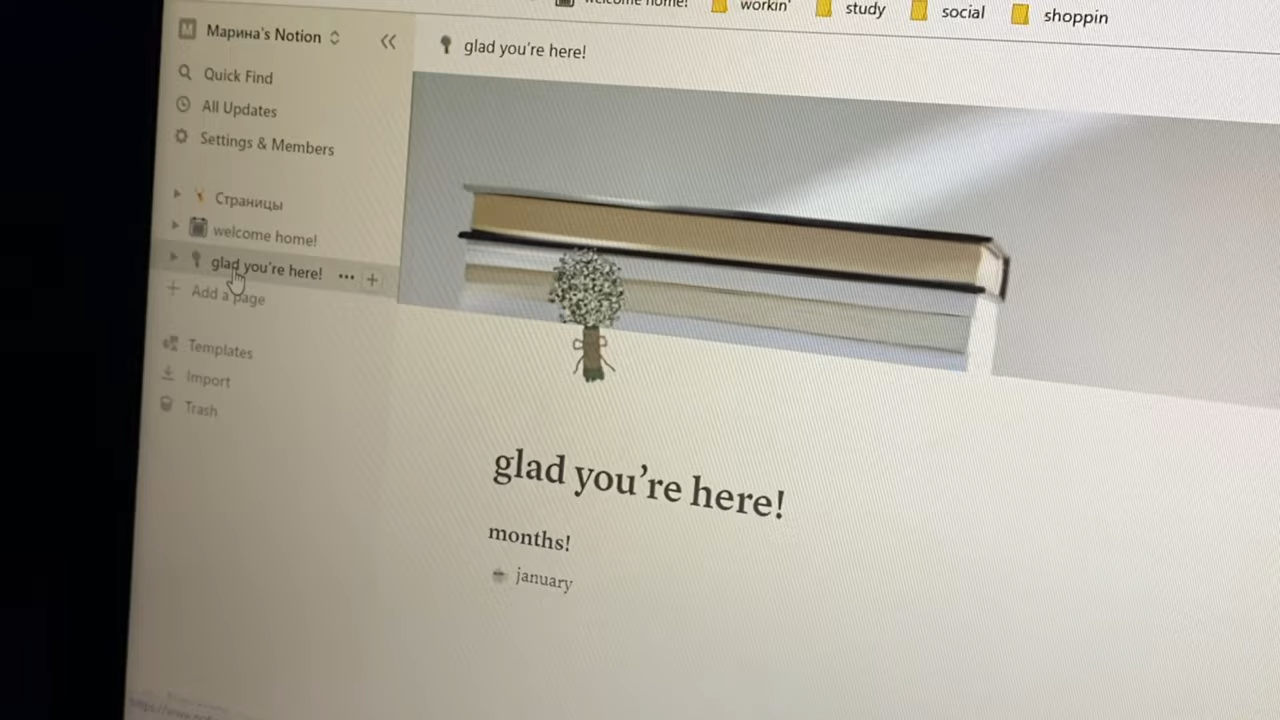 workin'
study
social
shoppin
M Марина's Notion
glad you're here!
Quick Find
All Updates
Settings & Members
Страницы
welcome home!
glad you're here!
Add a page
Templates
Import
Trash
glad you're here!
months!
january